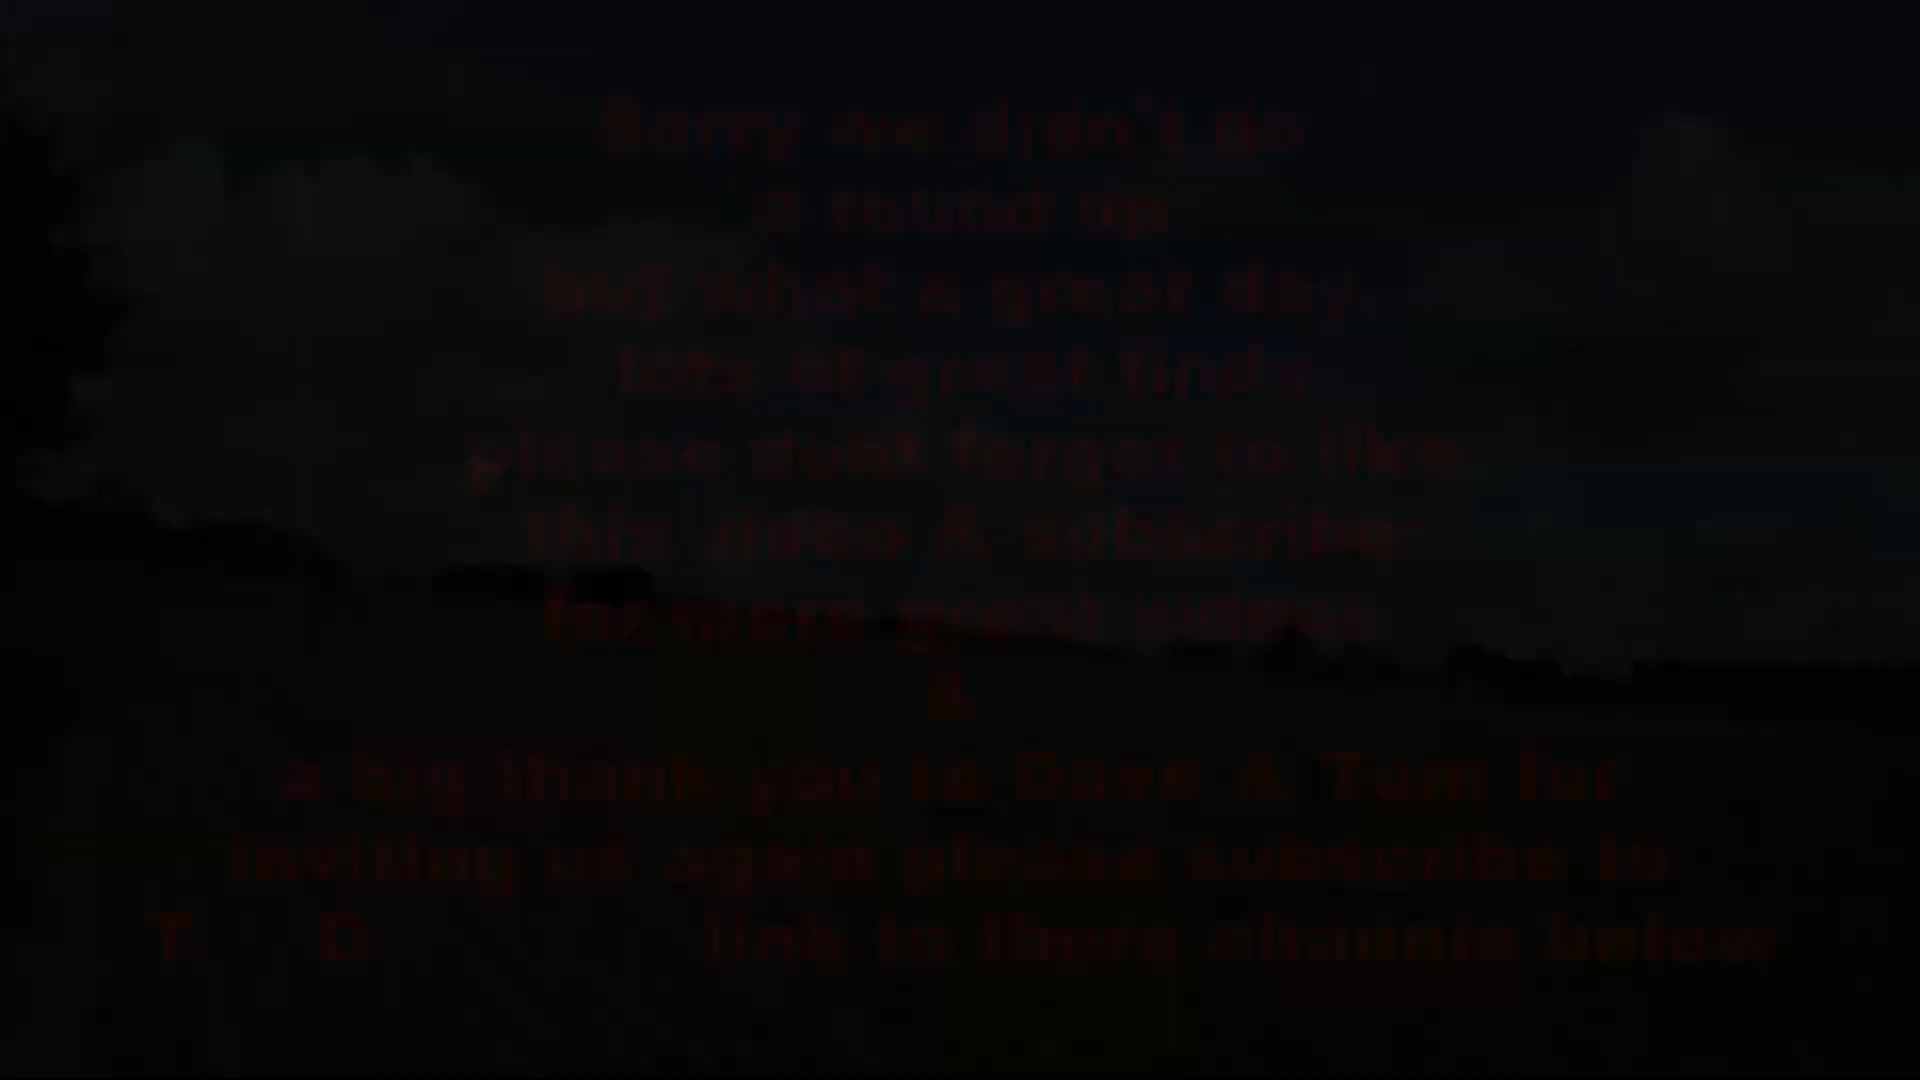 Sorry we didn't do
a round up
but what a great day.
lots of great finds
please dont forget to like
this video & subscribe
for more great videos
&
a big thank you to Dave & Tom for
inviting us again please subscribe to
T D link to there channels below